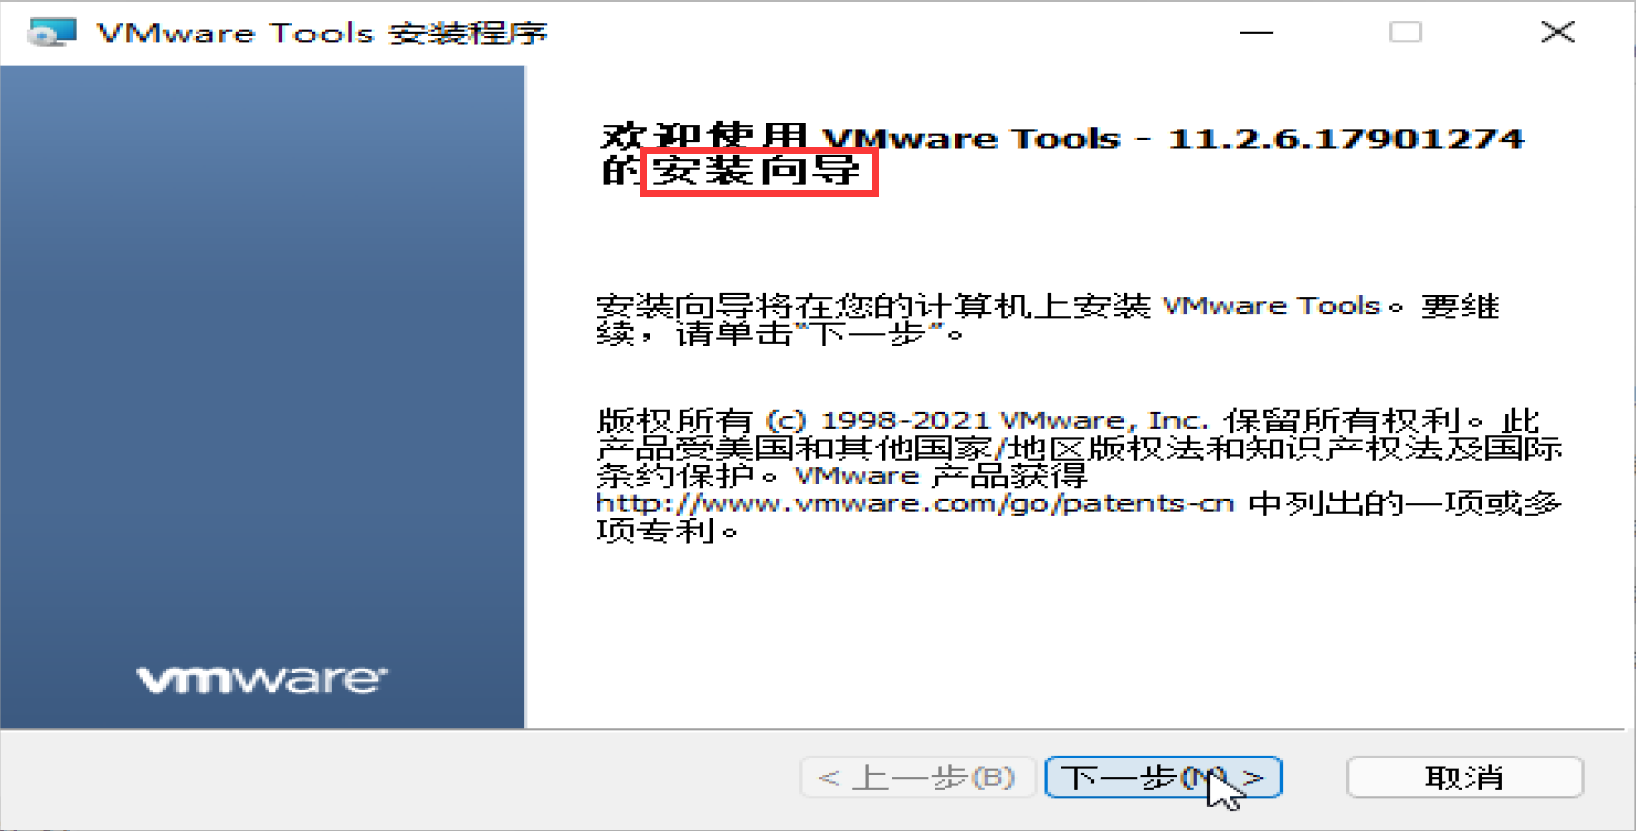 VMware Tools 安装程序
欢迎使用 VMware Tools - 11.2.6.17901274
的安装向导
安装向导将在您的计算机上安装 VMware Tools。要继
续，请单击“下一步”。
版权所有 (c) 1998-2021 VMware, Inc. 保留所有权利。此
产品受美国和其他国家/地区版权法和知识产权法及国际
条约保护。VMware 产品获得
http://www.vmware.com/go/patents-cn 中列出的一项或多
项专利。
vmware
< 上一步(B) 下一步(N) > 取消